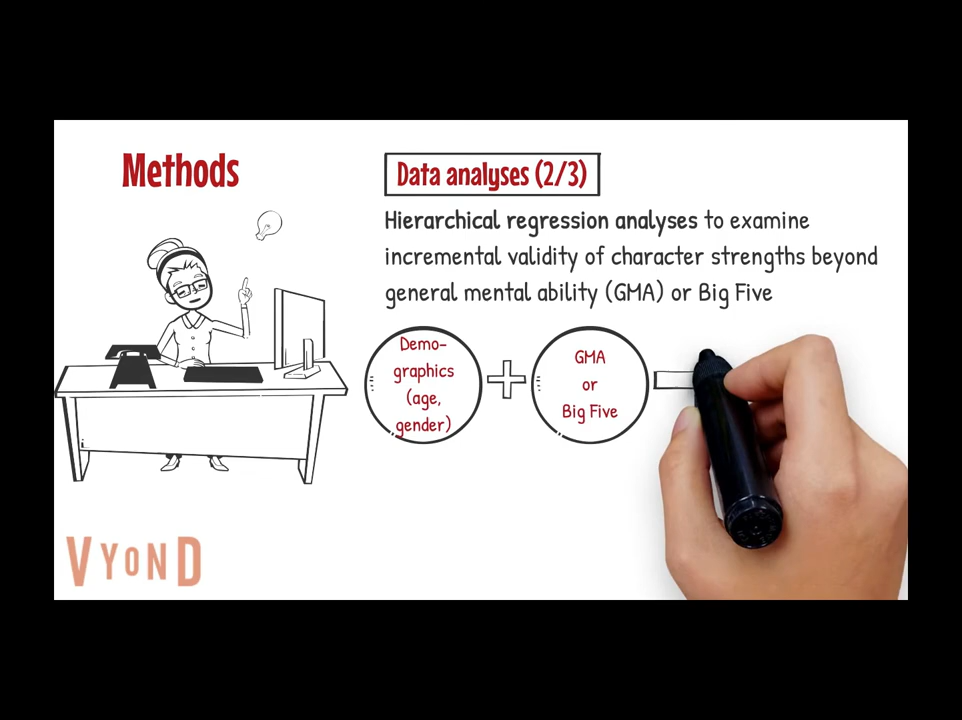 Methods
Data analyses (2/3)
Hierarchical regression analyses to examine
incremental validity of character strengths beyond
general mental ability (GMA) or Big Five
Demo-
graphics
(age,
gender)
+
GMA
or
Big Five
VYOND